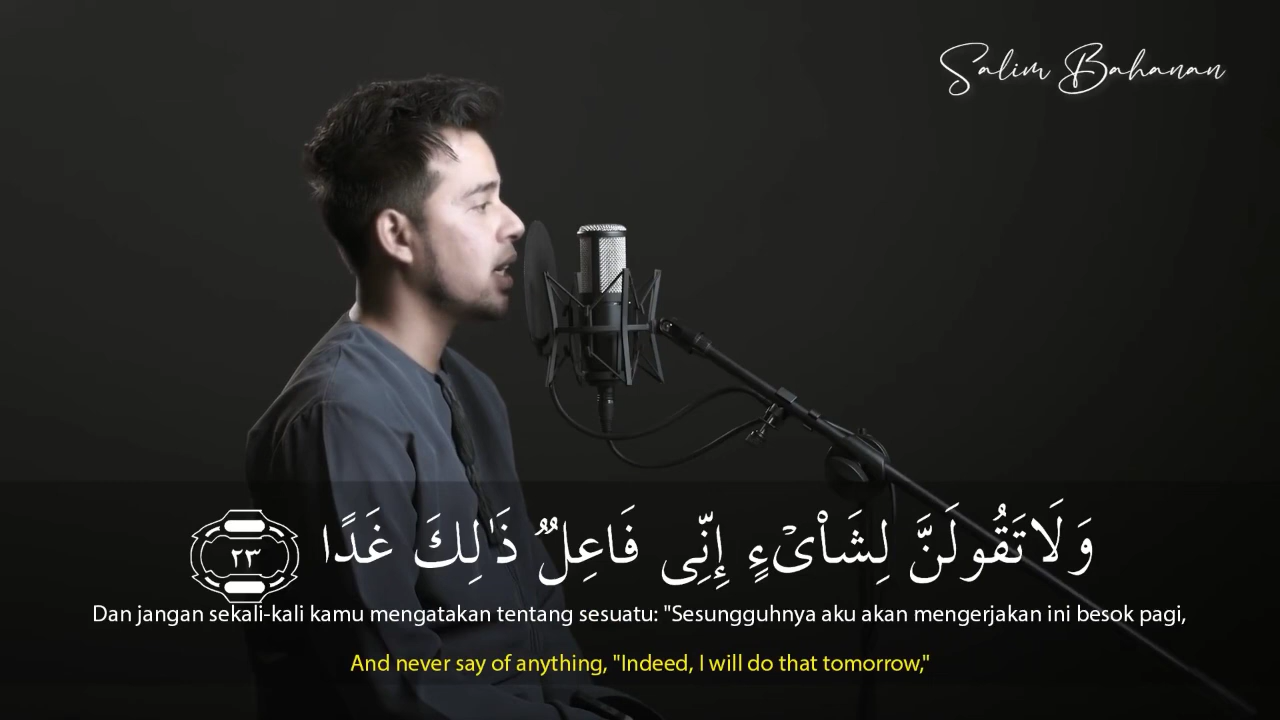 Salim Bahanan
وَلَا تَقُولَنَّ لِشَا۟ىۡءٍ إِنِّى فَاعِلٌ ذَٰلِكَ غَدًا ٢٣
Dan jangan sekali-kali kamu mengatakan tentang sesuatu: "Sesungguhnya aku akan mengerjakan ini besok pagi,
And never say of anything, "Indeed, I will do that tomorrow,"